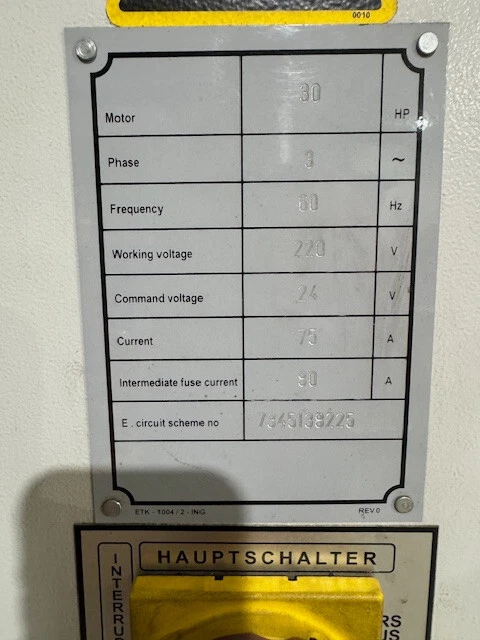 0010
Motor 30 HP
Phase 3 ~
Frequency 60 Hz
Working voltage 220 V
Command voltage 24 V
Current 75 A
Intermediate fuse current 80 A
E. circuit scheme no 7345139225
ETK - 1004 / 2 - ING REV.0
HAUPTSCHALTER